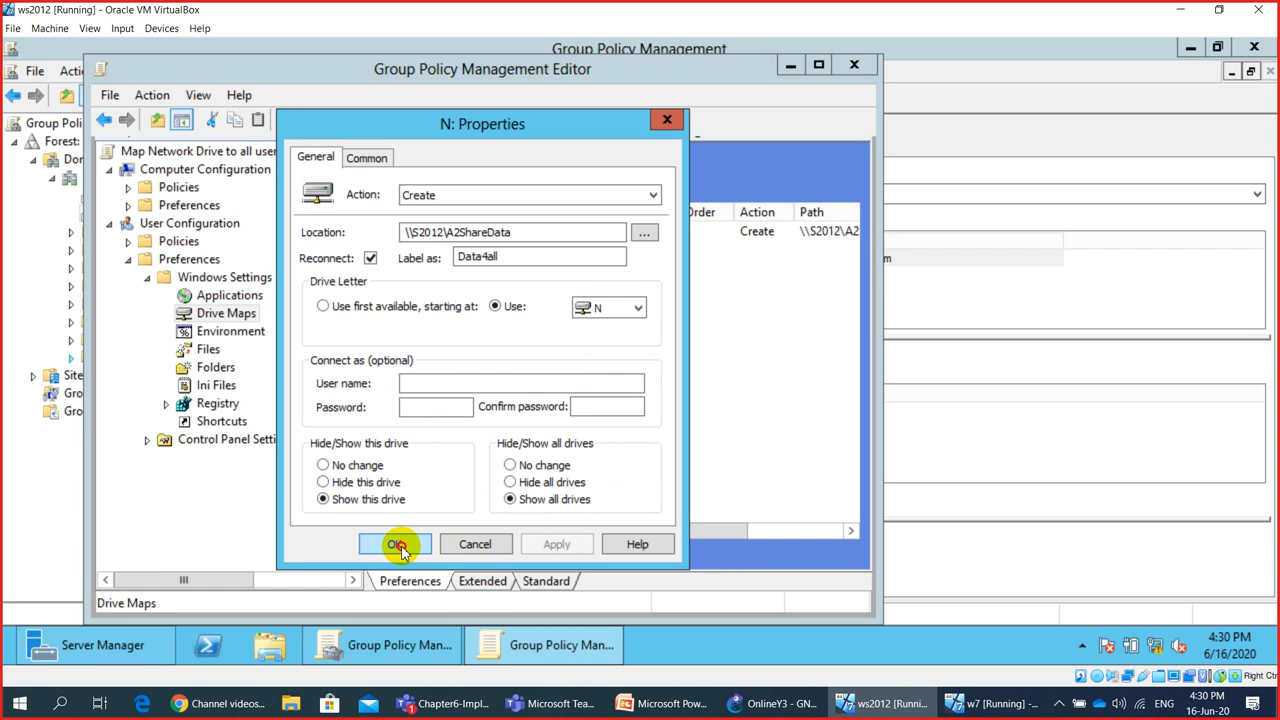 ws2012 [Running] - Oracle VM VirtualBox
File Machine View Input Devices Help
Group Policy Management
File
Group Policy Management Editor
File Action View Help
N: Properties
General Common
Action: Create
Location: \\S2012\A2ShareData ...
Reconnect: Label as: Data4all
Drive Letter
Use first available, starting at: Use: N
Connect as (optional)
User name:
Password: Confirm password:
Hide/Show this drive Hide/Show all drives
No change No change
Hide this drive Hide all drives
Show this drive Show all drives
OK Cancel Apply Help
Group Poli
Forest:
Dor
Site
Gro
Gro
Map Network Drive to all user
Computer Configuration
Policies
Preferences
User Configuration
Policies
Preferences
Windows Settings
Applications
Drive Maps
Environment
Files
Folders
Ini Files
Registry
Shortcuts
Control Panel Setti
Order Action Path
Create \\S2012\A2
m
Preferences Extended Standard
Drive Maps
Server Manager Group Policy Man... Group Policy Man...
4:30 PM
6/16/2020
Right Ctrl
Channel videos... Chapter6-Impl... Microsoft Tea... Microsoft Pow... OnlineY3 - GN... ws2012 [Runni... w7 [Running] -...
4:30 PM
16-Jun-20